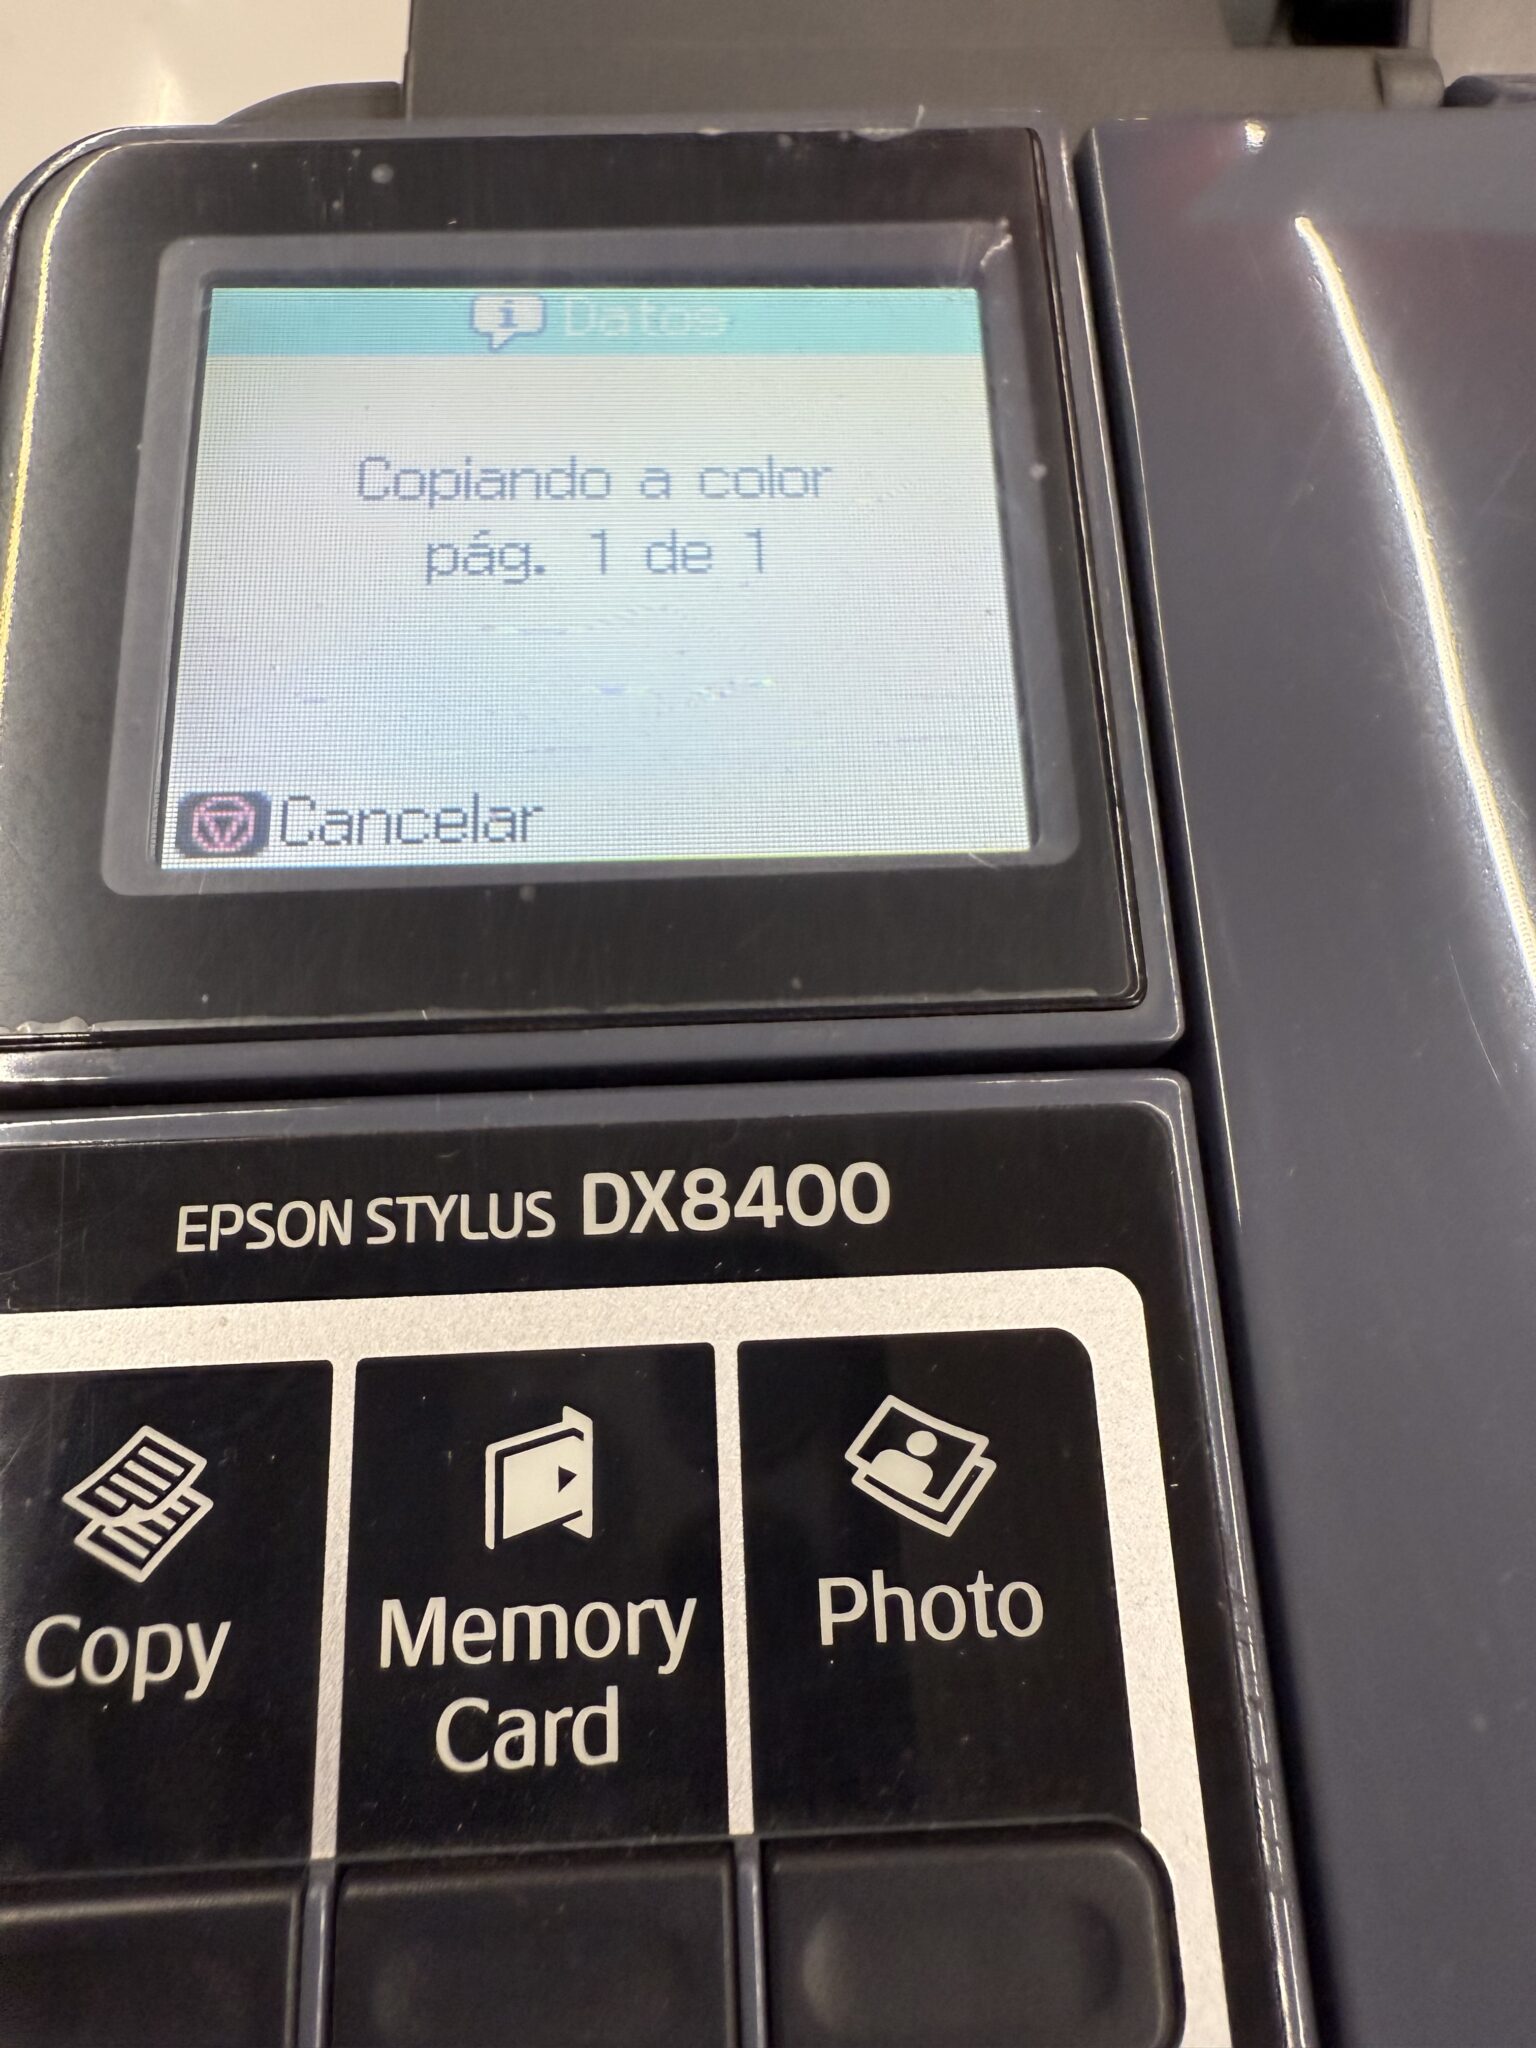 Datos
Copiando a color
pág. 1 de 1
Cancelar
EPSON STYLUS DX8400
Copy
Memory
Card
Photo